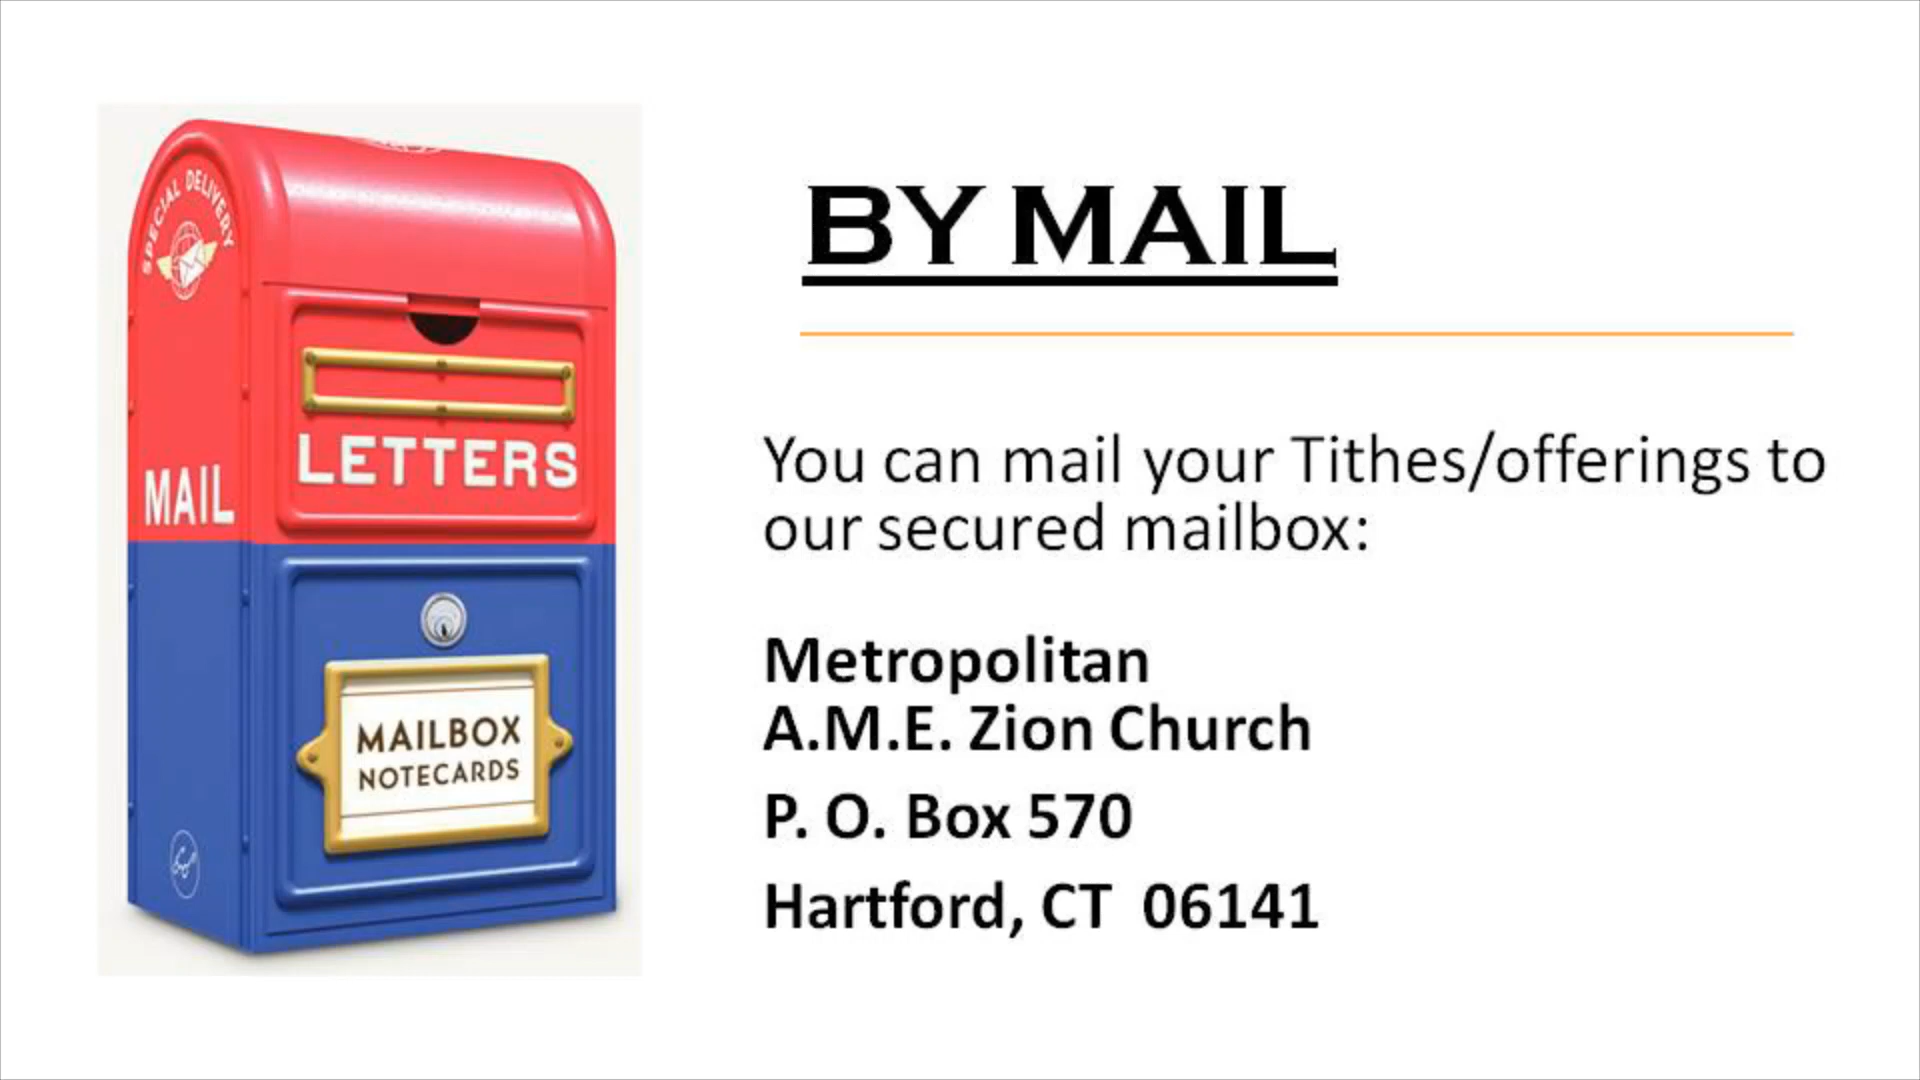 SPECIAL DELIVERY
MAIL
LETTERS
MAILBOX
NOTECARDS
BY MAIL
You can mail your Tithes/offerings to
our secured mailbox:
Metropolitan
A.M.E. Zion Church
P. O. Box 570
Hartford, CT  06141